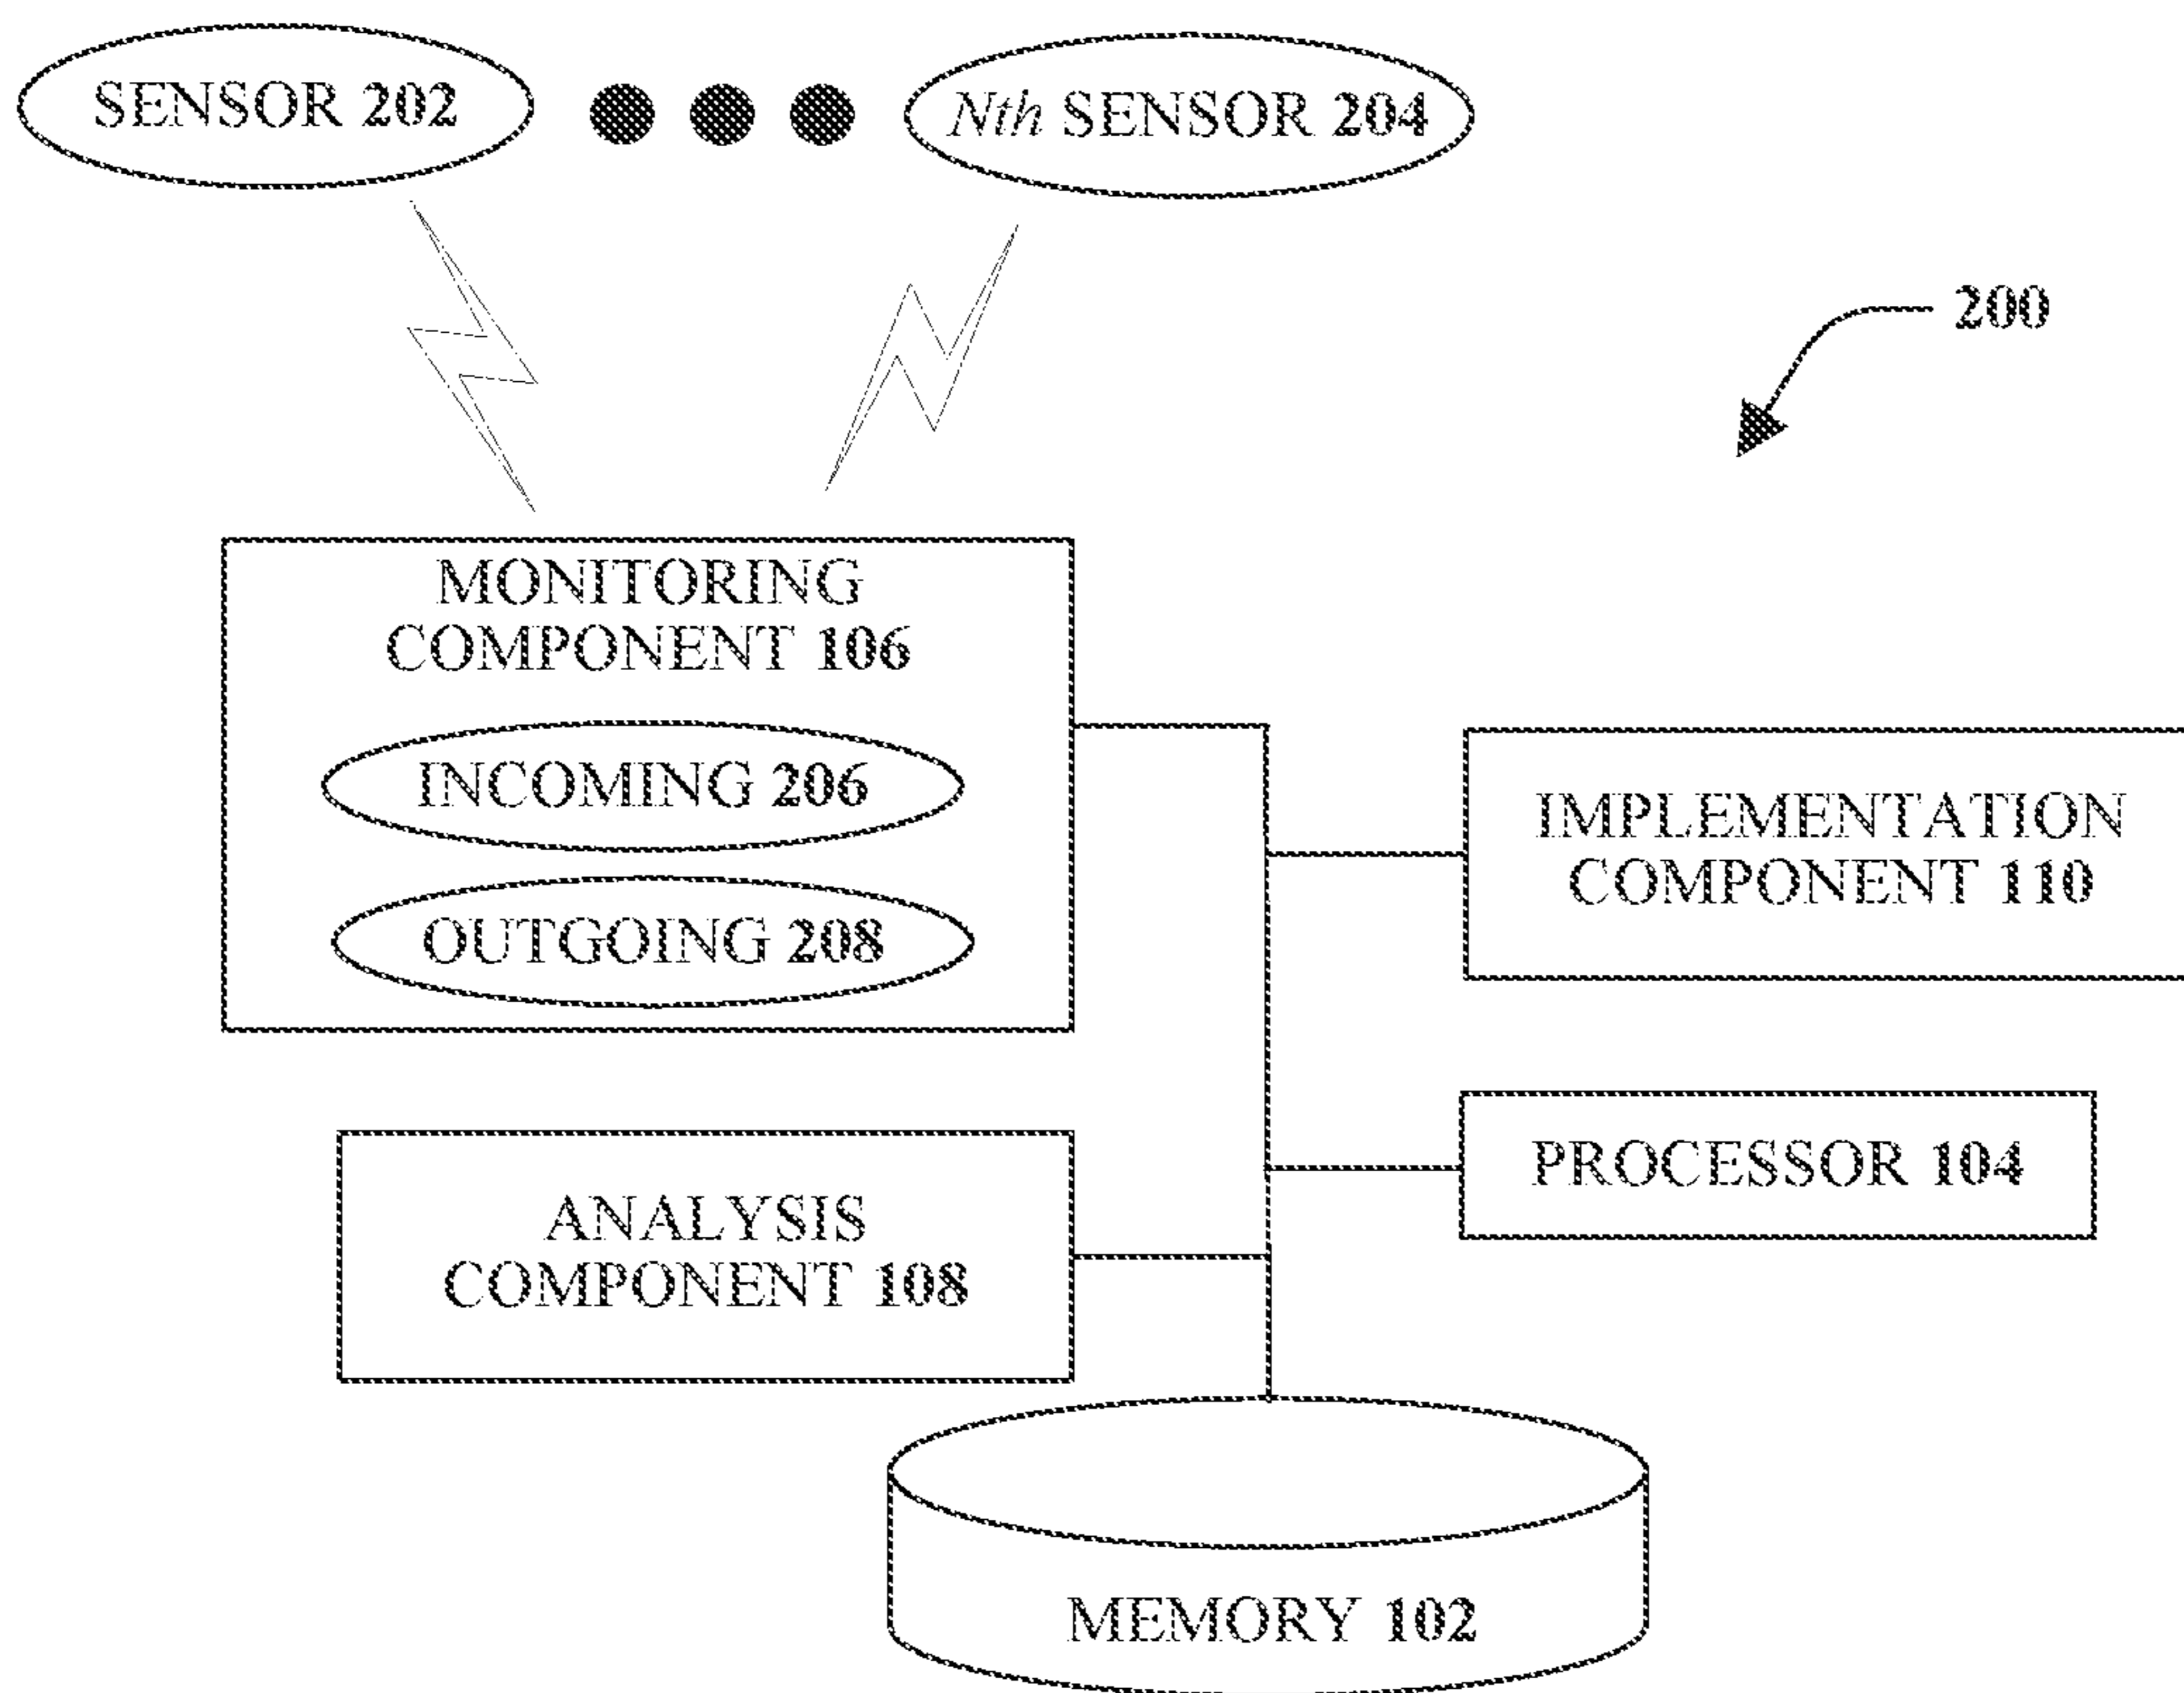 SENSOR 202
Nth SENSOR 204
200
MONITORING
COMPONENT 106
INCOMING 206
OUTGOING 208
IMPLEMENTATION
COMPONENT 110
PROCESSOR 104
ANALYSIS
COMPONENT 108
MEMORY 102